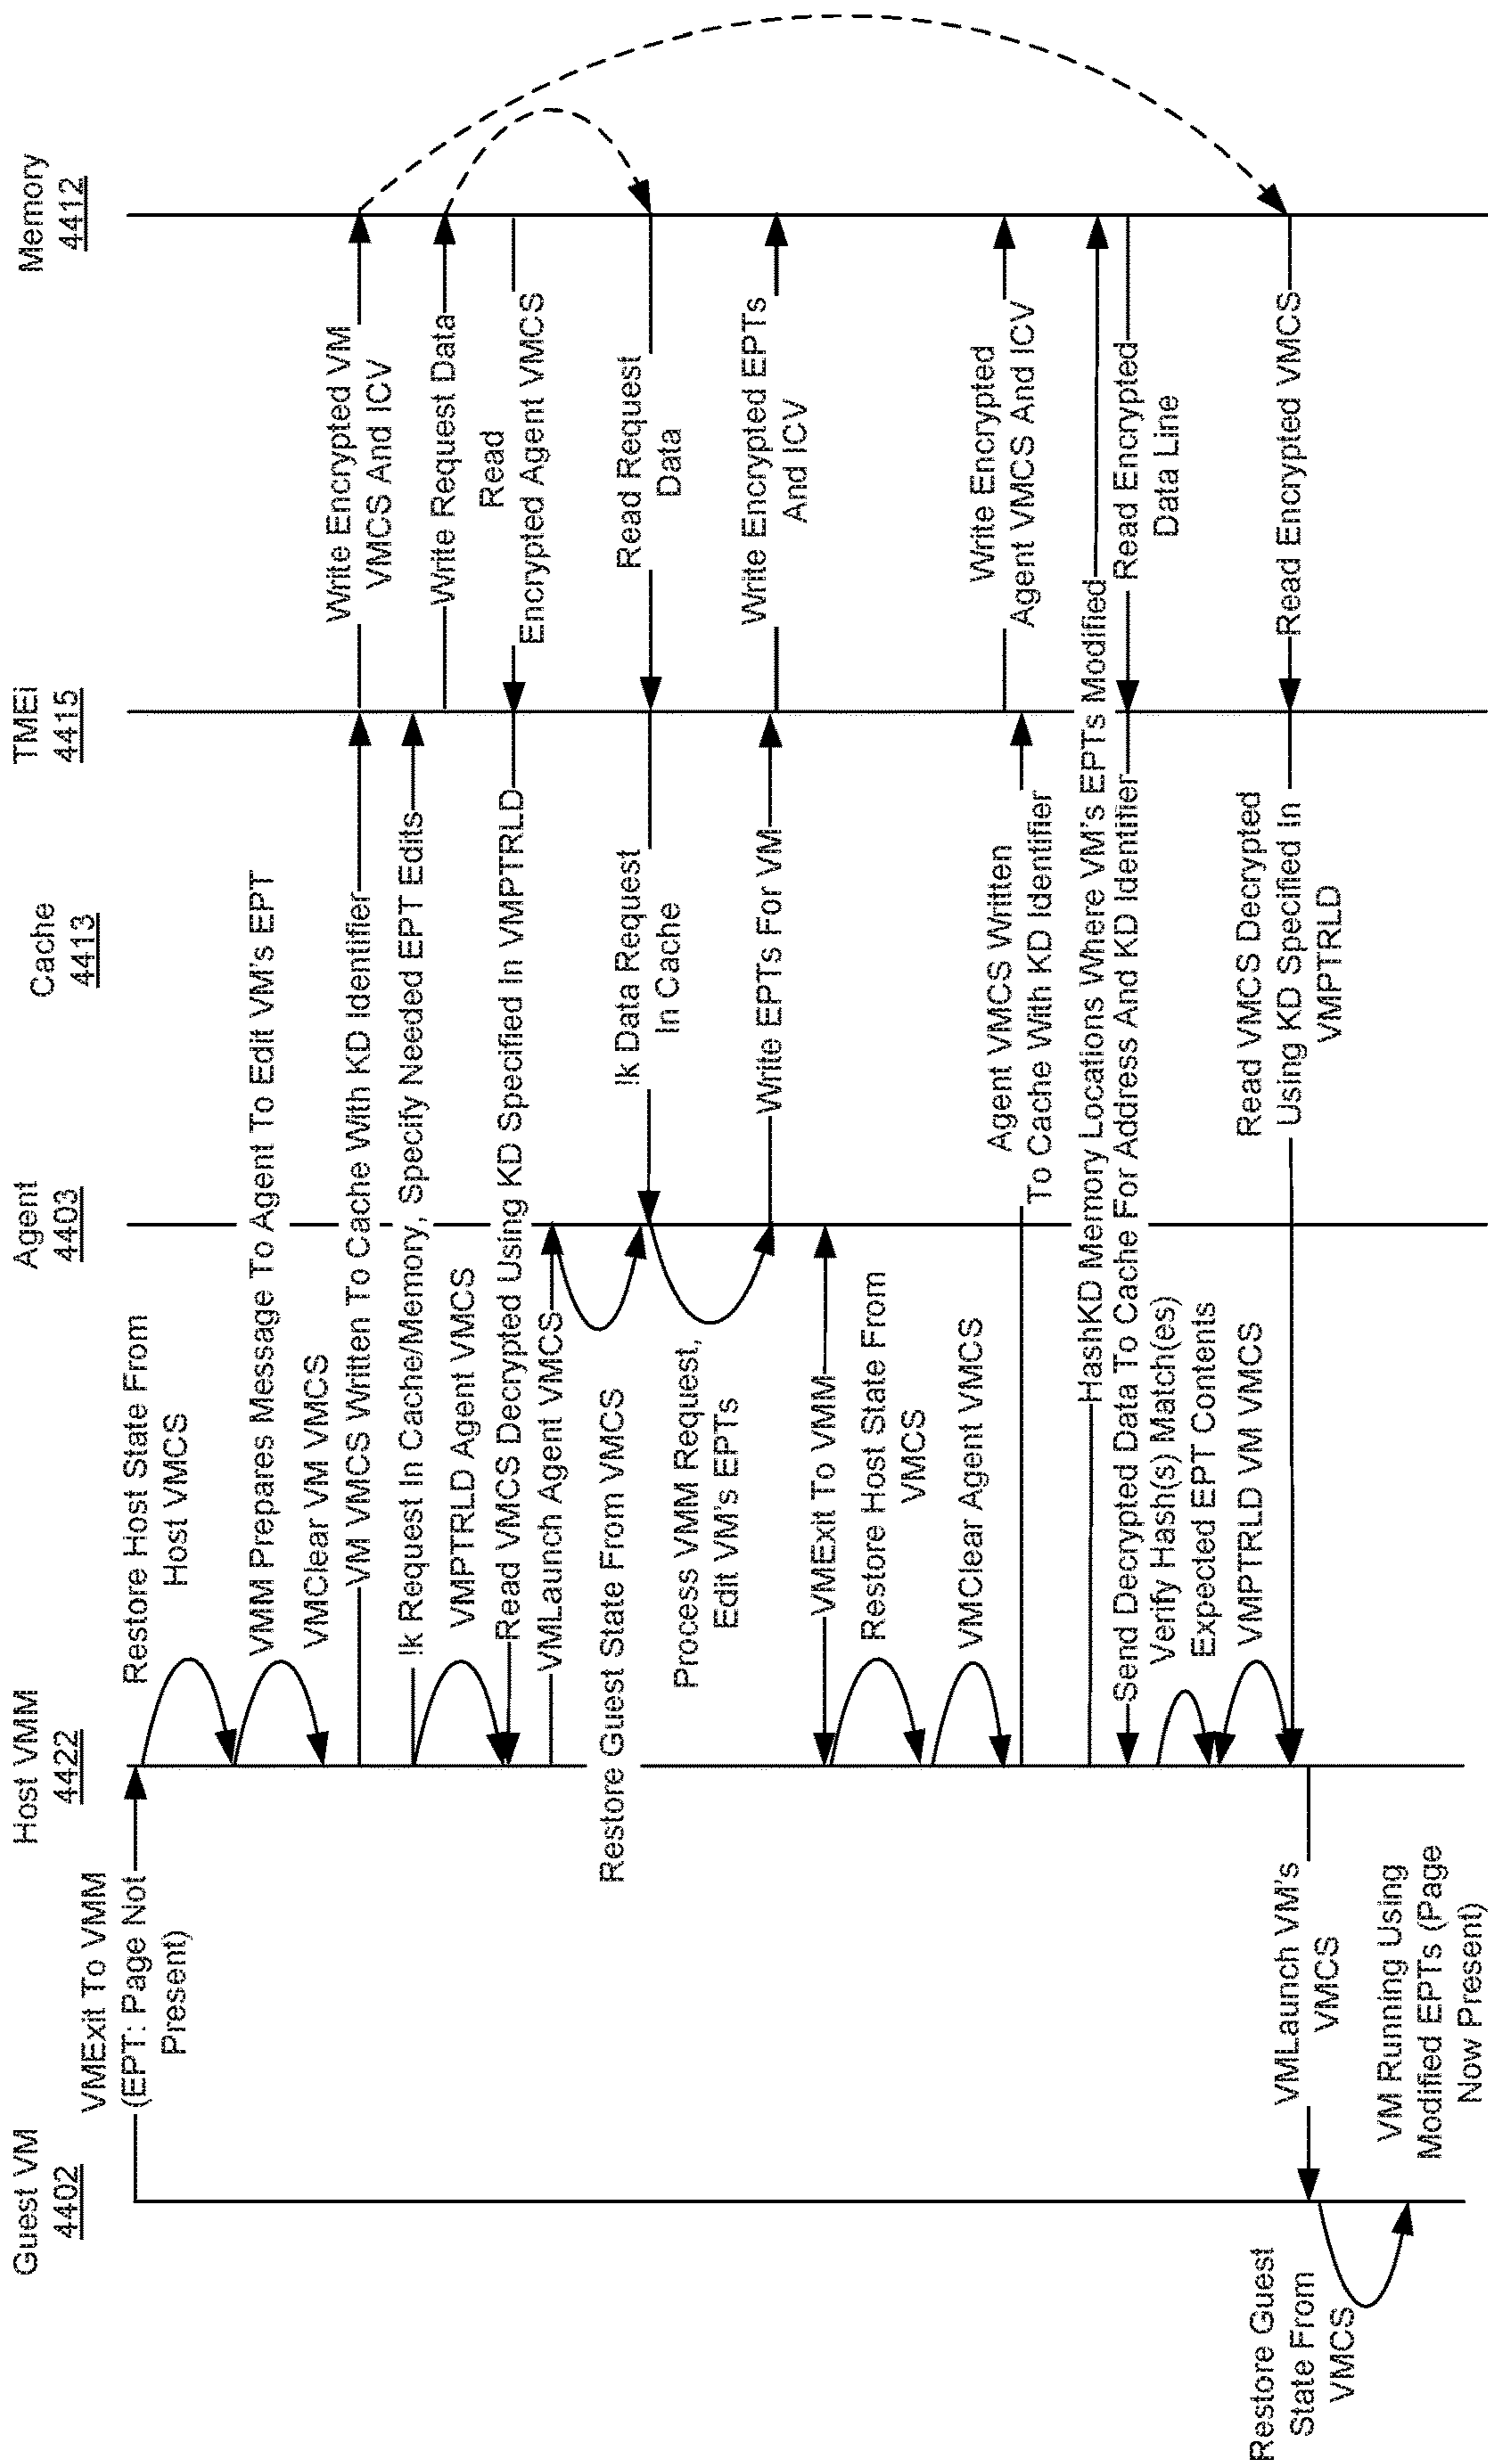 Guest VM
4402
Host VMM
4422
Agent
4403
Cache
4413
TMEi
4415
Memory
4412
VMExit To VMM
(EPT: Page Not
Present)
Restore Host State From
Host VMCS
VMM Prepares Message To Agent To Edit VM's EPT
VMClear VM VMCS
VM VMCS Written To Cache With KD Identifier
Write Encrypted VM
VMCS And ICV
!k Request In Cache/Memory, Specify Needed EPT Edits
Write Request Data
VMPTRLD Agent VMCS
Read
Encrypted Agent VMCS
Read VMCS Decrypted Using KD Specified In VMPTRLD
VMLaunch Agent VMCS
Restore Guest State From VMCS
Read Request
Data
!k Data Request
In Cache
Process VMM Request,
Edit VM's EPTs
Write EPTs For VM
Write Encrypted EPTs
And ICV
VMExit To VMM
Restore Host State From
VMCS
VMClear Agent VMCS
Agent VMCS Written
To Cache With KD Identifier
Write Encrypted
Agent VMCS And ICV
HashKD Memory Locations Where VM's EPTs Modified
Read Encrypted
Data Line
Send Decrypted Data To Cache For Address And KD Identifier
Verify Hash(s) Match(es)
Expected EPT Contents
VMPTRLD VM VMCS
Read Encrypted VMCS
Read VMCS Decrypted
Using KD Specified In
VMPTRLD
VMLaunch VM's
VMCS
Restore Guest
State From
VMCS
VM Running Using
Modified EPTs (Page
Now Present)